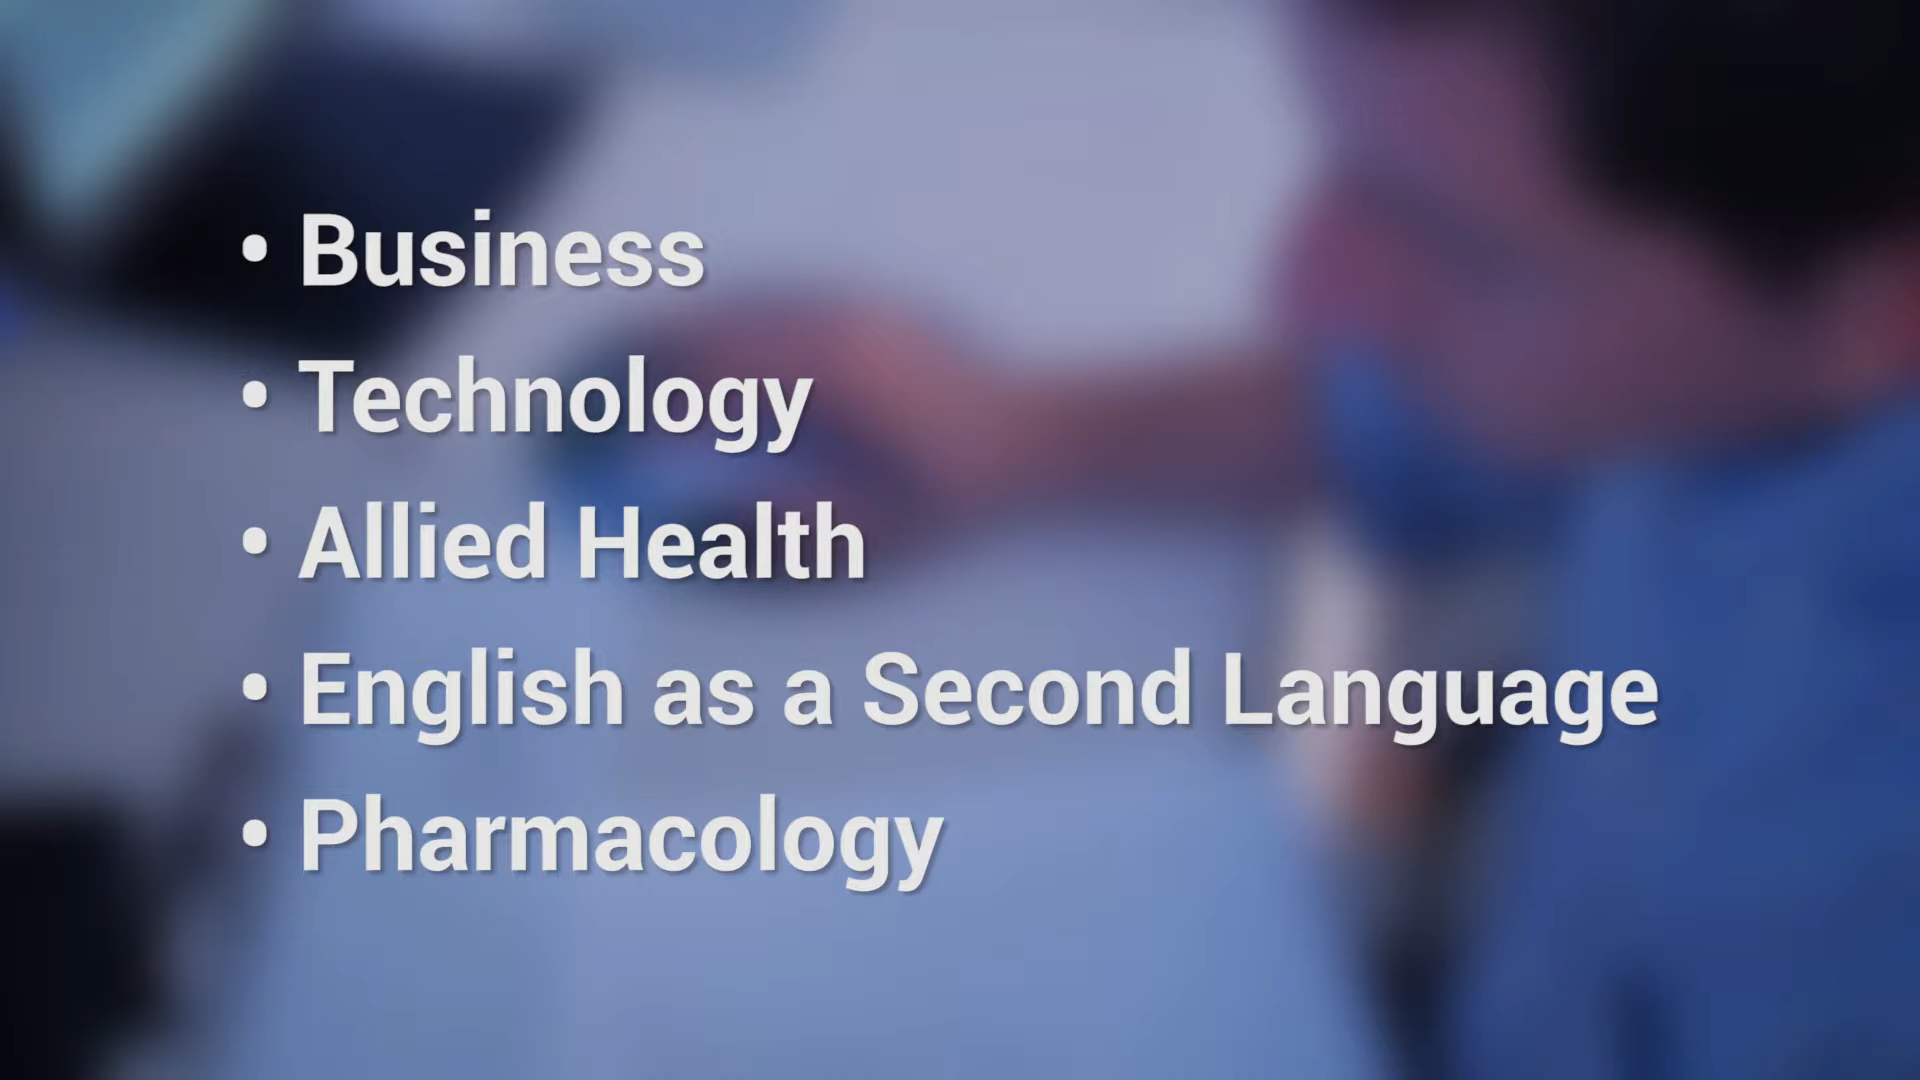 • Business
• Technology
• Allied Health
• English as a Second Language
• Pharmacology